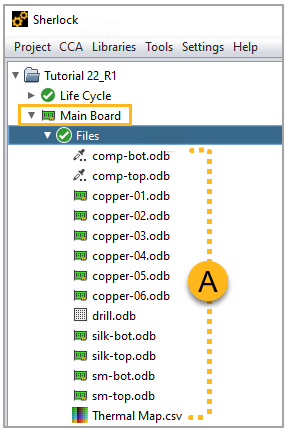 Sherlock
Project CCA Libraries Tools Settings Help
Tutorial 22_R1
Life Cycle
Main Board
Files
comp-bot.odb
comp-top.odb
copper-01.odb
copper-02.odb
copper-03.odb
copper-04.odb
copper-05.odb
copper-06.odb
A
drill.odb
silk-bot.odb
silk-top.odb
sm-bot.odb
sm-top.odb
Thermal Map.csv